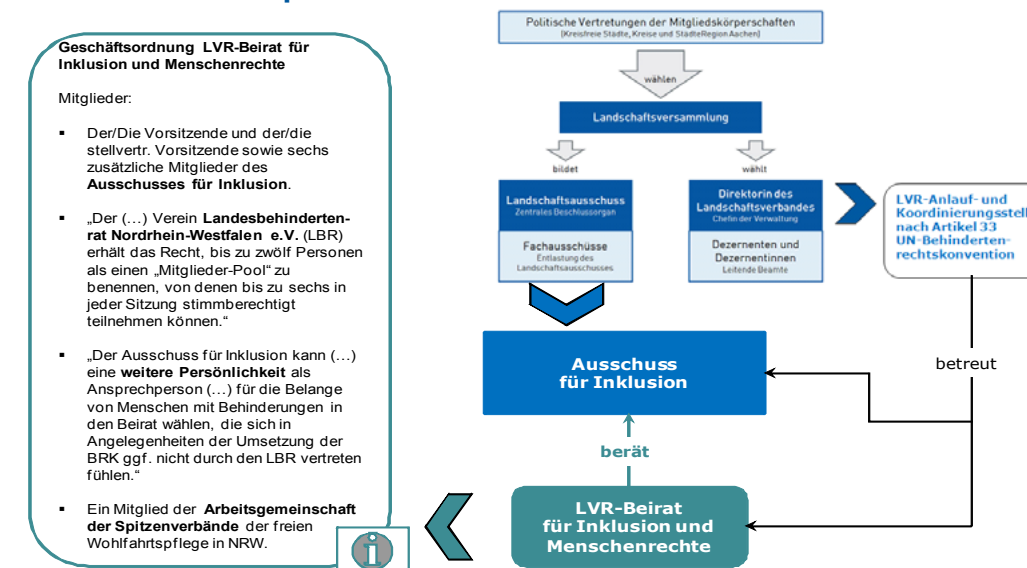 Geschäftsordnung LVR-Beirat für
Inklusion und Menschenrechte
Mitglieder:
▪ Der/Die Vorsitzende und der/die
stellvertr. Vorsitzende sowie sechs
zusätzliche Mitglieder des
Ausschusses für Inklusion.
▪ „Der (...) Verein Landesbehinderten-
rat Nordrhein-Westfalen e.V. (LBR)
erhält das Recht, bis zu zwölf Personen
als einen „Mitglieder-Pool“ zu
benennen, von denen bis zu sechs in
jeder Sitzung stimmberechtigt
teilnehmen können.“
▪ „Der Ausschuss für Inklusion kann (...)
eine weitere Persönlichkeit als
Ansprechperson (...) für die Belange
von Menschen mit Behinderungen in
den Beirat wählen, die sich in
Angelegenheiten der Umsetzung der
BRK ggf. nicht durch den LBR vertreten
fühlen.“
▪ Ein Mitglied der Arbeitsgemeinschaft
der Spitzenverbände der freien
Wohlfahrtspflege in NRW.
Politische Vertretungen der Mitgliedskörperschaften
(Kreisfreie Städte, Kreise und StädteRegion Aachen)
wählen
Landschaftsversammlung
bildet
wählt
Landschaftsausschuss
Zentrales Beschlussorgan
Fachausschüsse
Entlastung des
Landschaftsausschusses
Direktorin des
Landschaftsverbandes
Chefin der Verwaltung
Dezernenten und
Dezernentinnen
Leitende Beamte
LVR-Anlauf- und
Koordinierungsstell
nach Artikel 33
UN-Behinderten-
rechtskonvention
betreut
Ausschuss
für Inklusion
berät
LVR-Beirat
für Inklusion und
Menschenrechte